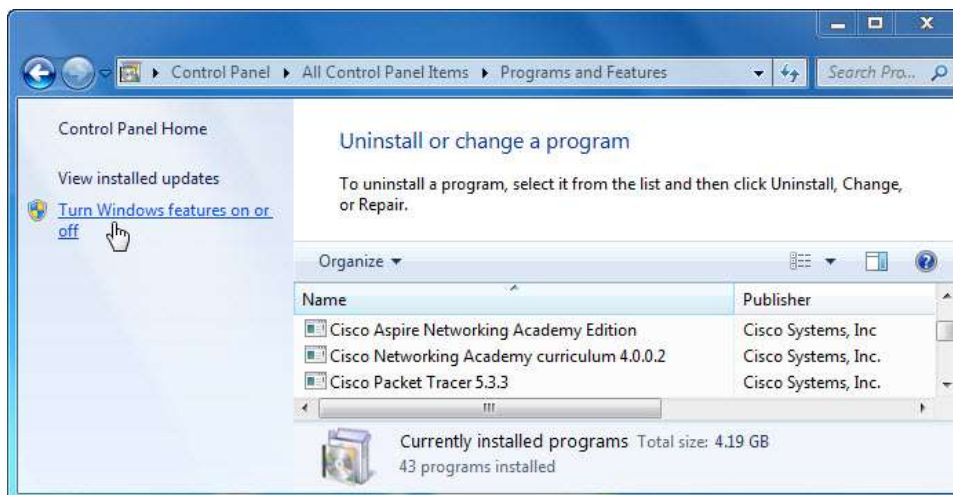 Control Panel ▸ All Control Panel Items ▸ Programs and Features
Search Pro...
Control Panel Home
View installed updates
Turn Windows features on or
off
Uninstall or change a program
To uninstall a program, select it from the list and then click Uninstall, Change,
or Repair.
Organize
Name Publisher
Cisco Aspire Networking Academy Edition Cisco Systems, Inc
Cisco Networking Academy curriculum 4.0.0.2 Cisco Systems, Inc.
Cisco Packet Tracer 5.3.3 Cisco Systems, Inc.
Currently installed programs Total size: 4.19 GB
43 programs installed